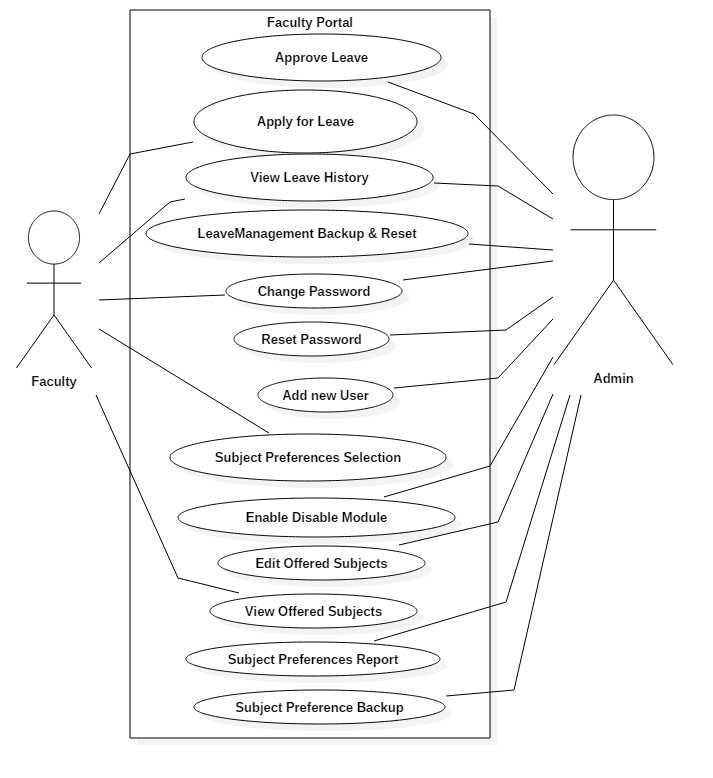 Faculty Portal
Approve Leave
Apply for Leave
View Leave History
LeaveManagement Backup & Reset
Change Password
Reset Password
Faculty
Admin
Add new User
Subject Preferences Selection
Enable Disable Module
Edit Offered Subjects
View Offered Subjects
Subject Preferences Report
Subject Preference Backup